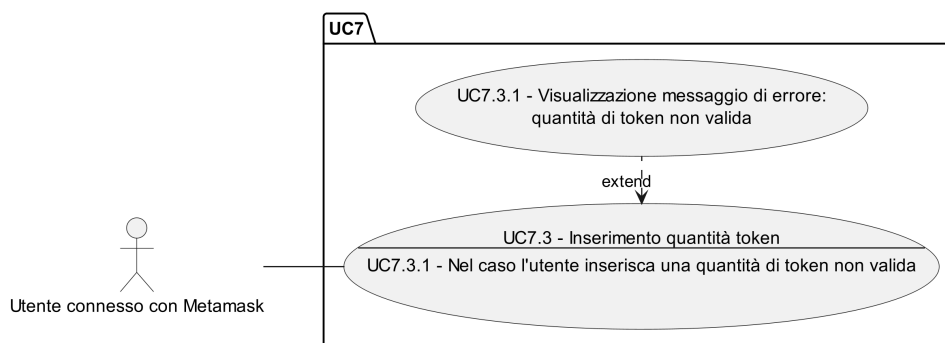 UC7
UC7.3.1 - Visualizzazione messaggio di errore:
quantità di token non valida
extend
UC7.3 - Inserimento quantità token
UC7.3.1 - Nel caso l'utente inserisca una quantità di token non valida
Utente connesso con Metamask